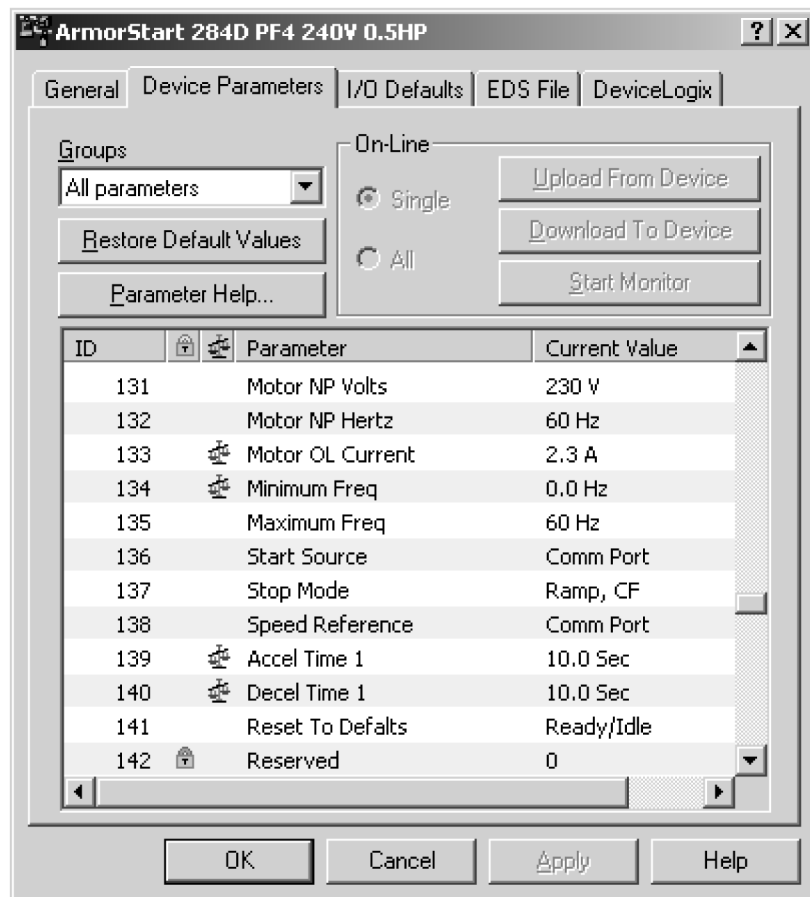 ArmorStart 284D PF4 240V 0.5HP
General Device Parameters I/O Defaults EDS File DeviceLogix
Groups
On-Line
All parameters
Single
Upload From Device
Restore Default Values
Download To Device
All
Parameter Help...
Start Monitor
ID Parameter Current Value
131 Motor NP Volts 230 V
132 Motor NP Hertz 60 Hz
133 Motor OL Current 2.3 A
134 Minimum Freq 0.0 Hz
135 Maximum Freq 60 Hz
136 Start Source Comm Port
137 Stop Mode Ramp, CF
138 Speed Reference Comm Port
139 Accel Time 1 10.0 Sec
140 Decel Time 1 10.0 Sec
141 Reset To Defalts Ready/Idle
142 Reserved 0
OK Cancel Apply Help